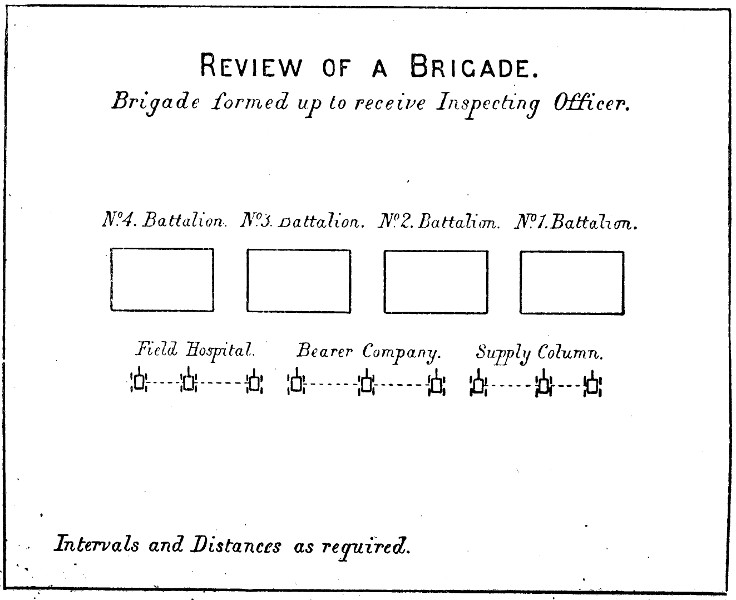 REVIEW OF A BRIGADE.
Brigade formed up to receive Inspecting Officer.
No. 4. Battalion. No. 3. Battalion. No. 2. Battalion. No. 1. Battalion.
Field Hospital. Bearer Company. Supply Column.
Intervals and Distances as required.